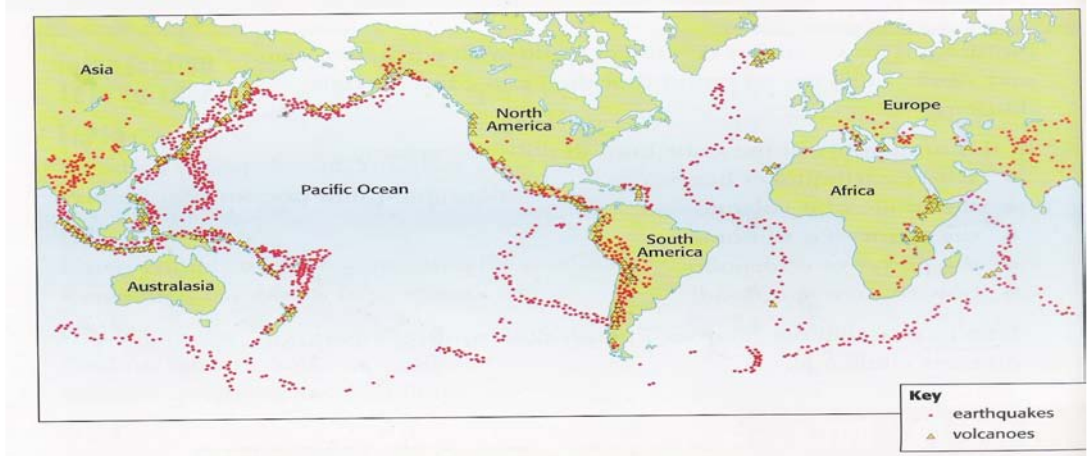 Asia
North
America
Europe
Pacific Ocean
Africa
South
America
Australasia
Key
earthquakes
volcanoes